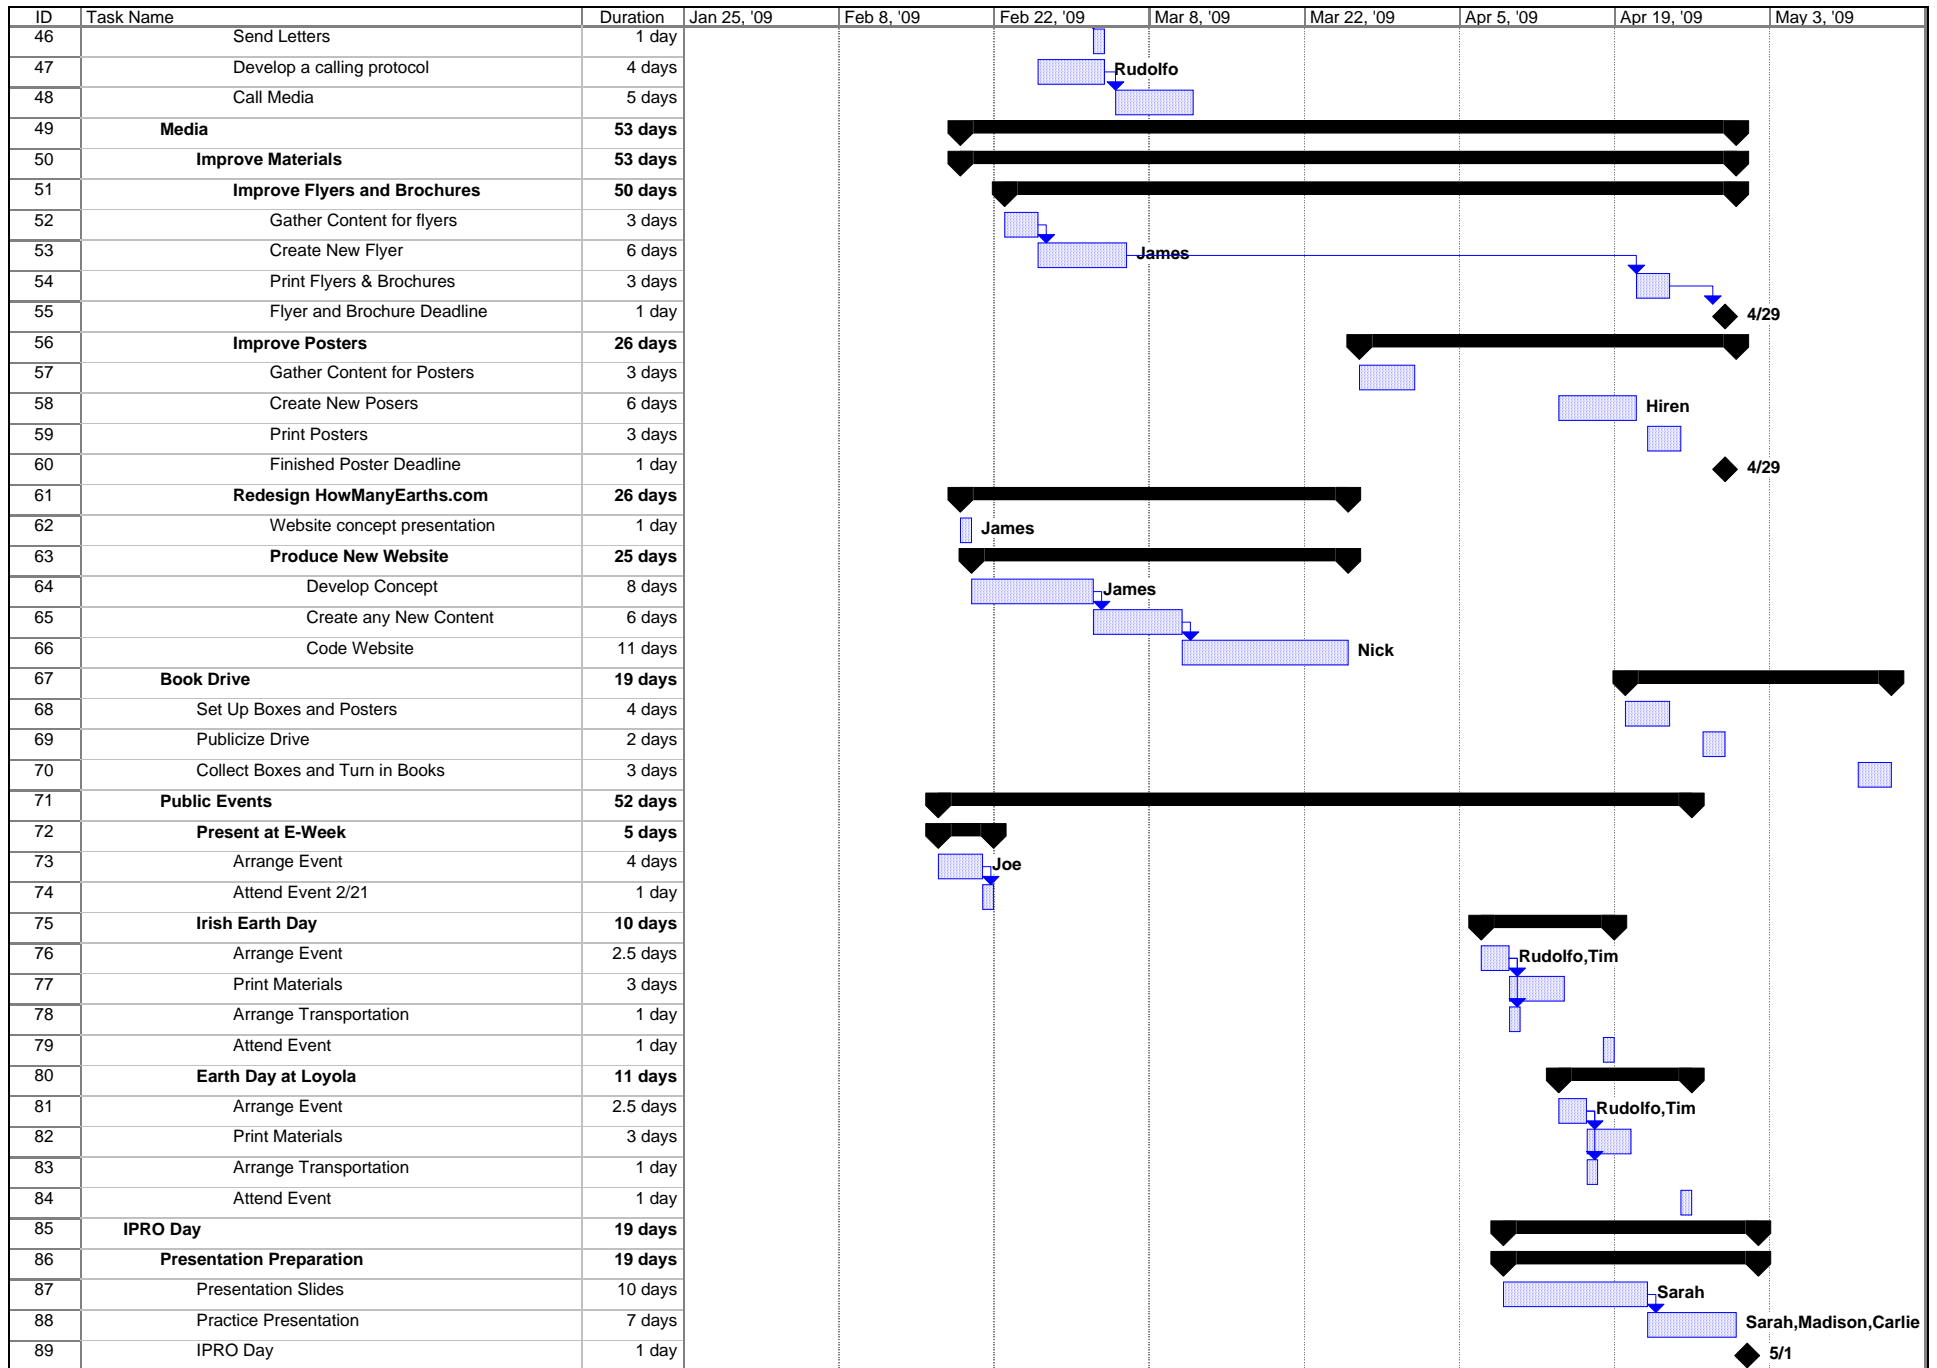 ID Task Name Duration Jan 25, '09 Feb 8, '09 Feb 22, '09 Mar 8, '09 Mar 22, '09 Apr 5, '09 Apr 19, '09 May 3, '09
46 Send Letters 1 day
47 Develop a calling protocol 4 days Rudolfo
48 Call Media 5 days
49 Media 53 days
50 Improve Materials 53 days
51 Improve Flyers and Brochures 50 days
52 Gather Content for flyers 3 days
53 Create New Flyer 6 days James
54 Print Flyers & Brochures 3 days
55 Flyer and Brochure Deadline 1 day 4/29
56 Improve Posters 26 days
57 Gather Content for Posters 3 days
58 Create New Posers 6 days Hiren
59 Print Posters 3 days
60 Finished Poster Deadline 1 day 4/29
61 Redesign HowManyEarths.com 26 days
62 Website concept presentation 1 day James
63 Produce New Website 25 days
64 Develop Concept 8 days James
65 Create any New Content 6 days
66 Code Website 11 days Nick
67 Book Drive 19 days
68 Set Up Boxes and Posters 4 days
69 Publicize Drive 2 days
70 Collect Boxes and Turn in Books 3 days
71 Public Events 52 days
72 Present at E-Week 5 days
73 Arrange Event 4 days Joe
74 Attend Event 2/21 1 day
75 Irish Earth Day 10 days
76 Arrange Event 2.5 days Rudolfo,Tim
77 Print Materials 3 days
78 Arrange Transportation 1 day
79 Attend Event 1 day
80 Earth Day at Loyola 11 days
81 Arrange Event 2.5 days Rudolfo,Tim
82 Print Materials 3 days
83 Arrange Transportation 1 day
84 Attend Event 1 day
85 IPRO Day 19 days
86 Presentation Preparation 19 days
87 Presentation Slides 10 days Sarah
88 Practice Presentation 7 days Sarah,Madison,Carlie
89 IPRO Day 1 day 5/1